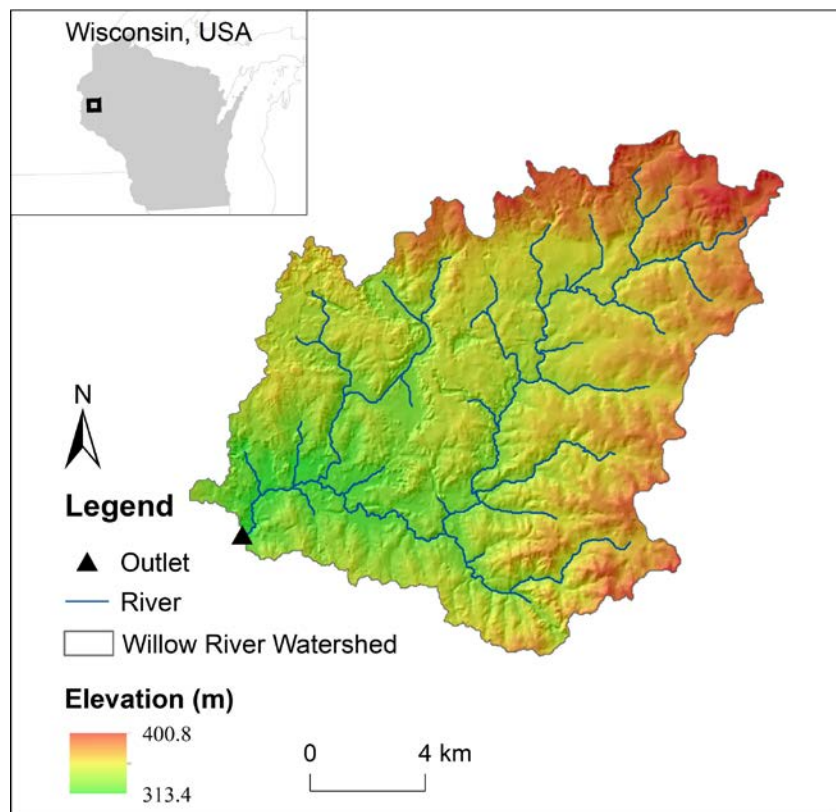 Wisconsin, USA
N
Legend
Outlet
River
Willow River Watershed
Elevation (m)
400.8
313.4
0 4 km